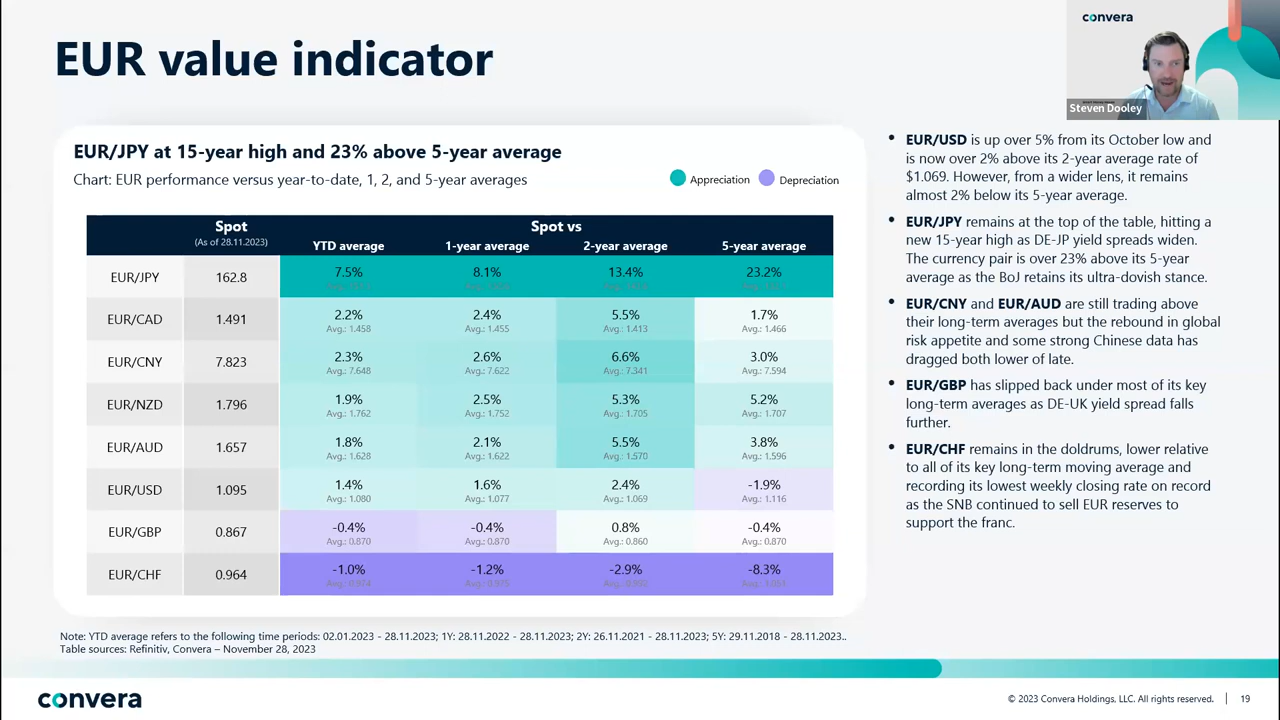 convera
Steven Dooley
EUR value indicator
EUR/JPY at 15-year high and 23% above 5-year average
Chart: EUR performance versus year-to-date, 1, 2, and 5-year averages
Appreciation Depreciation
Spot Spot vs
(As of 28.11.2023) YTD average 1-year average 2-year average 5-year average
EUR/JPY 162.8 7.5% 8.1% 13.4% 23.2%
EUR/CAD 1.491 2.2% 2.4% 5.5% 1.7%
Avg.: 1.458 Avg.: 1.455 Avg.: 1.413 Avg.: 1.466
EUR/CNY 7.823 2.3% 2.6% 6.6% 3.0%
Avg.: 7.648 Avg.: 7.622 Avg.: 7.341 Avg.: 7.594
EUR/NZD 1.796 1.9% 2.5% 5.3% 5.2%
Avg.: 1.762 Avg.: 1.752 Avg.: 1.705 Avg.: 1.707
EUR/AUD 1.657 1.8% 2.1% 5.5% 3.8%
Avg.: 1.628 Avg.: 1.622 Avg.: 1.570 Avg.: 1.596
EUR/USD 1.095 1.4% 1.6% 2.4% -1.9%
Avg.: 1.080 Avg.: 1.077 Avg.: 1.069 Avg.: 1.116
EUR/GBP 0.867 -0.4% -0.4% 0.8% -0.4%
Avg.: 0.870 Avg.: 0.870 Avg.: 0.860 Avg.: 0.870
EUR/CHF 0.964 -1.0% -1.2% -2.9% -8.3%
• EUR/USD is up over 5% from its October low and
is now over 2% above its 2-year average rate of
$1.069. However, from a wider lens, it remains
almost 2% below its 5-year average.
• EUR/JPY remains at the top of the table, hitting a
new 15-year high as DE-JP yield spreads widen.
The currency pair is over 23% above its 5-year
average as the BoJ retains its ultra-dovish stance.
• EUR/CNY and EUR/AUD are still trading above
their long-term averages but the rebound in global
risk appetite and some strong Chinese data has
dragged both lower of late.
• EUR/GBP has slipped back under most of its key
long-term averages as DE-UK yield spread falls
further.
• EUR/CHF remains in the doldrums, lower relative
to all of its key long-term moving average and
recording its lowest weekly closing rate on record
as the SNB continued to sell EUR reserves to
support the franc.
Note: YTD average refers to the following time periods: 02.01.2023 - 28.11.2023; 1Y: 28.11.2022 - 28.11.2023; 2Y: 26.11.2021 - 28.11.2023; 5Y: 29.11.2018 - 28.11.2023..
Table sources: Refinitiv, Convera – November 28, 2023
convera
© 2023 Convera Holdings, LLC. All rights reserved. | 19